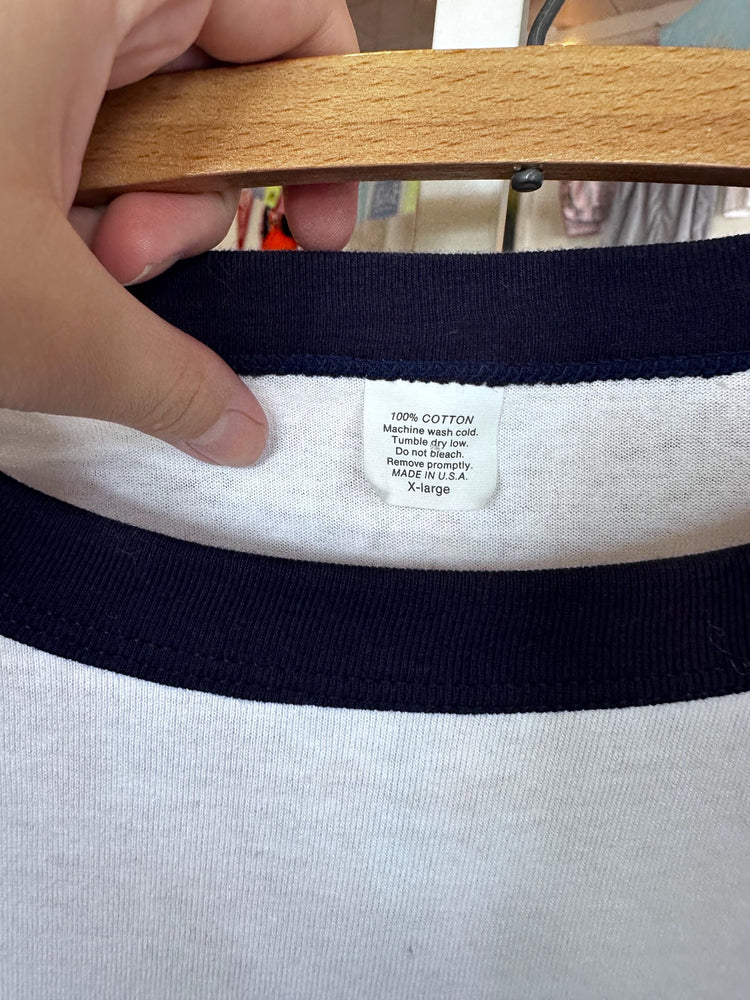 100% COTTON
Machine wash cold.
Tumble dry low.
Do not bleach.
Remove promptly.
MADE IN U.S.A.
X-large